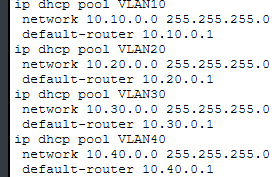 ip dhcp pool VLAN10
 network 10.10.0.0 255.255.255.0
 default-router 10.10.0.1
ip dhcp pool VLAN20
 network 10.20.0.0 255.255.255.0
 default-router 10.20.0.1
ip dhcp pool VLAN30
 network 10.30.0.0 255.255.255.0
 default-router 10.30.0.1
ip dhcp pool VLAN40
 network 10.40.0.0 255.255.255.0
 default-router 10.40.0.1